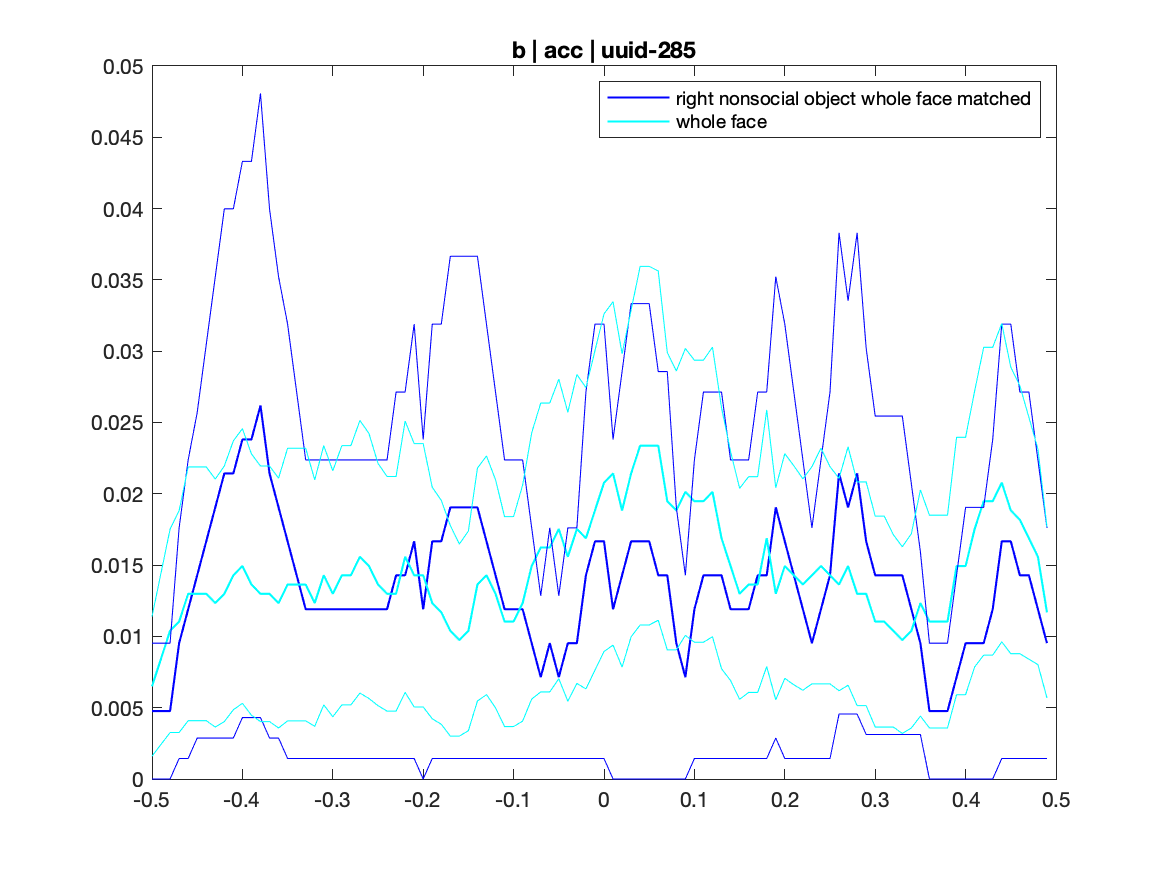 b | acc | uuid-285
right nonsocial object whole face matched
whole face
0.05
0.045
0.04
0.035
0.03
0.025
0.02
0.015
0.01
0.005
0
-0.5 -0.4 -0.3 -0.2 -0.1 0 0.1 0.2 0.3 0.4 0.5